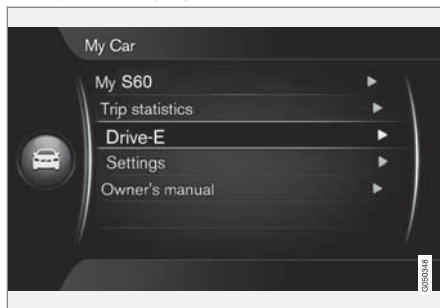 My Car
My S60
Trip statistics
Drive-E
Settings
Owner's manual
G050348